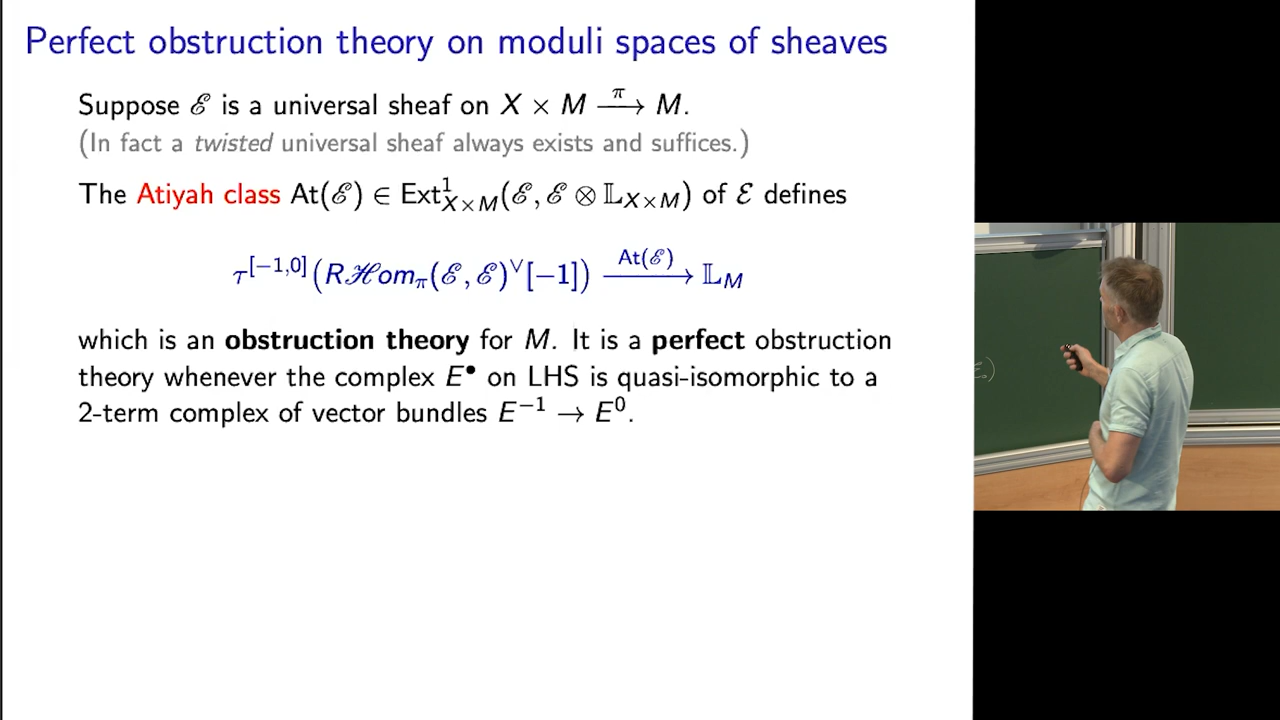 Perfect obstruction theory on moduli spaces of sheaves
Suppose ℰ is a universal sheaf on X × M —π→ M.
(In fact a twisted universal sheaf always exists and suffices.)
The Atiyah class At(ℰ) ∈ Ext¹_{X×M}(ℰ, ℰ ⊗ 𝕃_{X×M}) of ℰ defines
τ^{[−1,0]}(Rℋom_π(ℰ, ℰ)^∨[−1]) —At(ℰ)→ 𝕃_M
which is an obstruction theory for M. It is a perfect obstruction
theory whenever the complex E^• on LHS is quasi-isomorphic to a
2-term complex of vector bundles E^{−1} → E^0.